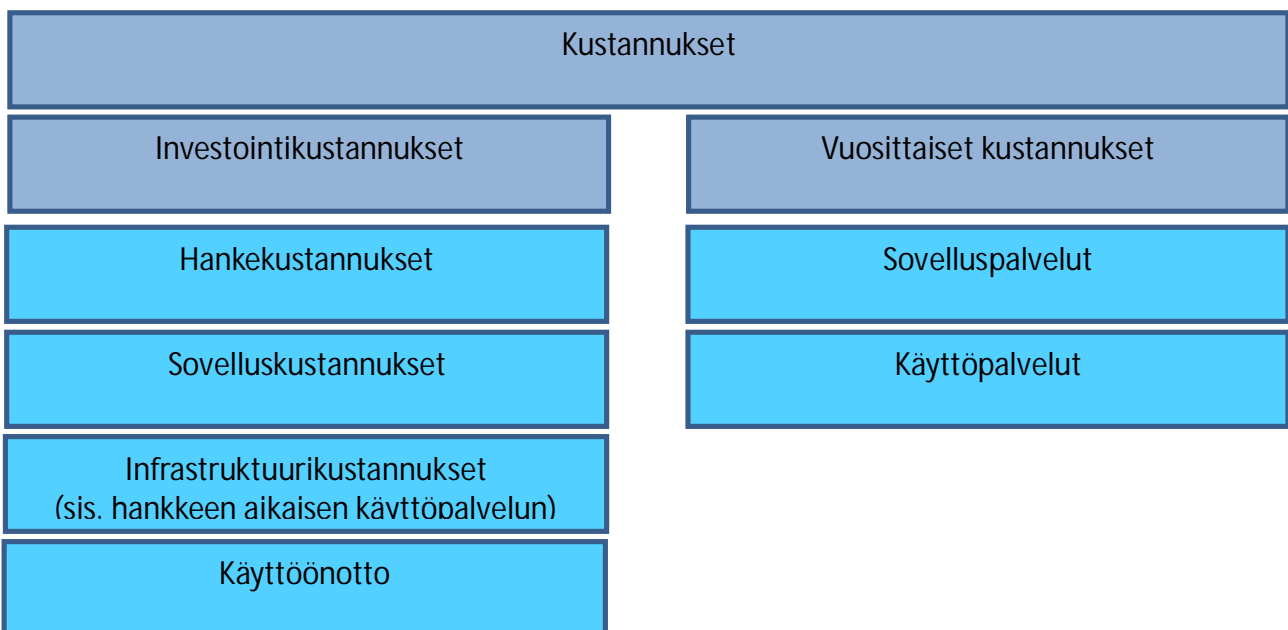 Kustannukset
Investointikustannukset
Vuosittaiset kustannukset
Hankekustannukset
Sovelluspalvelut
Sovelluskustannukset
Käyttöpalvelut
Infrastruktuurikustannukset
(sis. hankkeen aikaisen käyttöpalvelun)
Käyttöönotto